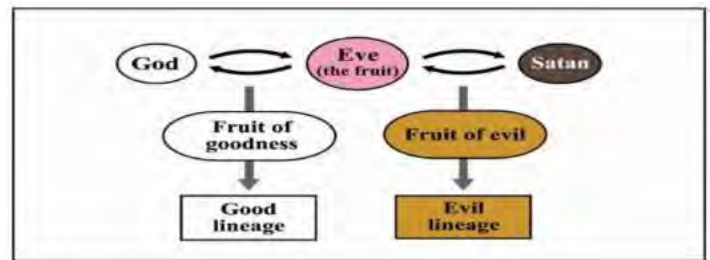 God
Eve
(the fruit)
Satan
Fruit of
goodness
Fruit of evil
Good
lineage
Evil
lineage